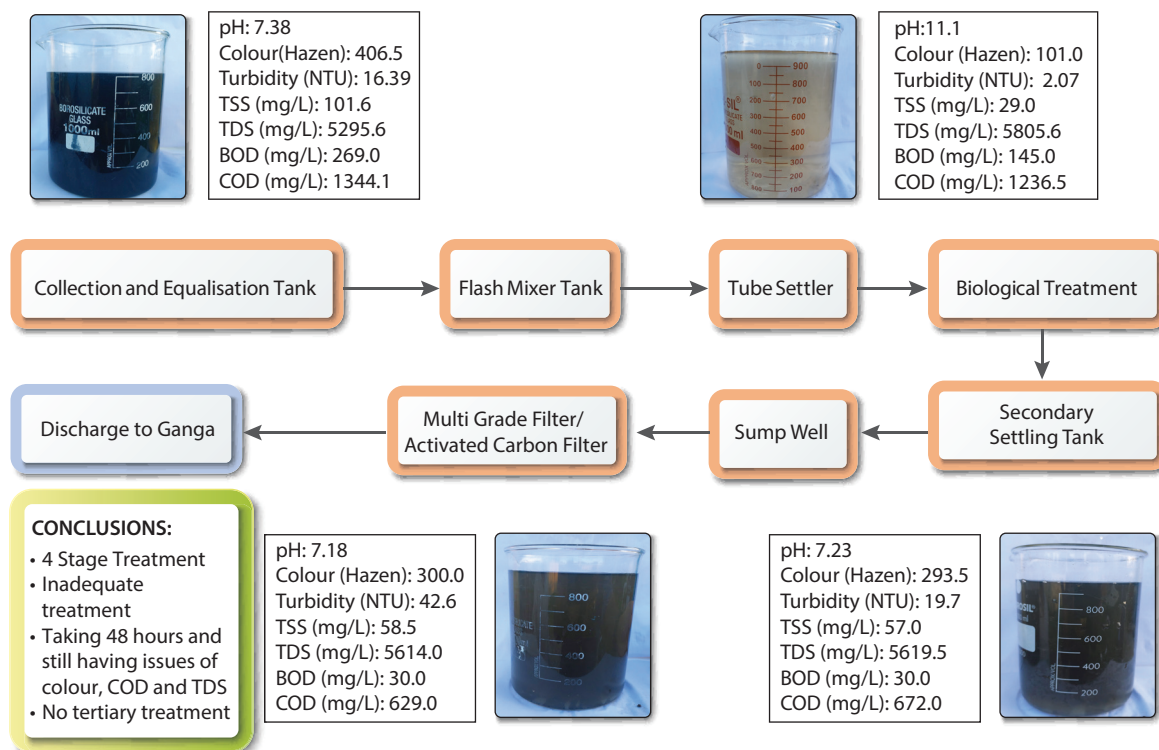 pH: 7.38
Colour(Hazen): 406.5
Turbidity (NTU): 16.39
TSS (mg/L): 101.6
TDS (mg/L): 5295.6
BOD (mg/L): 269.0
COD (mg/L): 1344.1
800
BOROSILICATE
GLASS
1000ml
600
400
200
pH:11.1
Colour (Hazen): 101.0
Turbidity (NTU): 2.07
TSS (mg/L): 29.0
TDS (mg/L): 5805.6
BOD (mg/L): 145.0
COD (mg/L): 1236.5
0 900
100 800
200 700
300 600
400 500
500 400
600 300
700 200
100
Collection and Equalisation Tank
Flash Mixer Tank
Tube Settler
Biological Treatment
Discharge to Ganga
Multi Grade Filter/
Activated Carbon Filter
Sump Well
Secondary
Settling Tank
CONCLUSIONS:
• 4 Stage Treatment
• Inadequate
treatment
• Taking 48 hours and
still having issues of
colour, COD and TDS
• No tertiary treatment
pH: 7.18
Colour (Hazen): 300.0
Turbidity (NTU): 42.6
TSS (mg/L): 58.5
TDS (mg/L): 5614.0
BOD (mg/L): 30.0
COD (mg/L): 629.0
800
600
400
200
pH: 7.23
Colour (Hazen): 293.5
Turbidity (NTU): 19.7
TSS (mg/L): 57.0
TDS (mg/L): 5619.5
BOD (mg/L): 30.0
COD (mg/L): 672.0
800
600
400
200